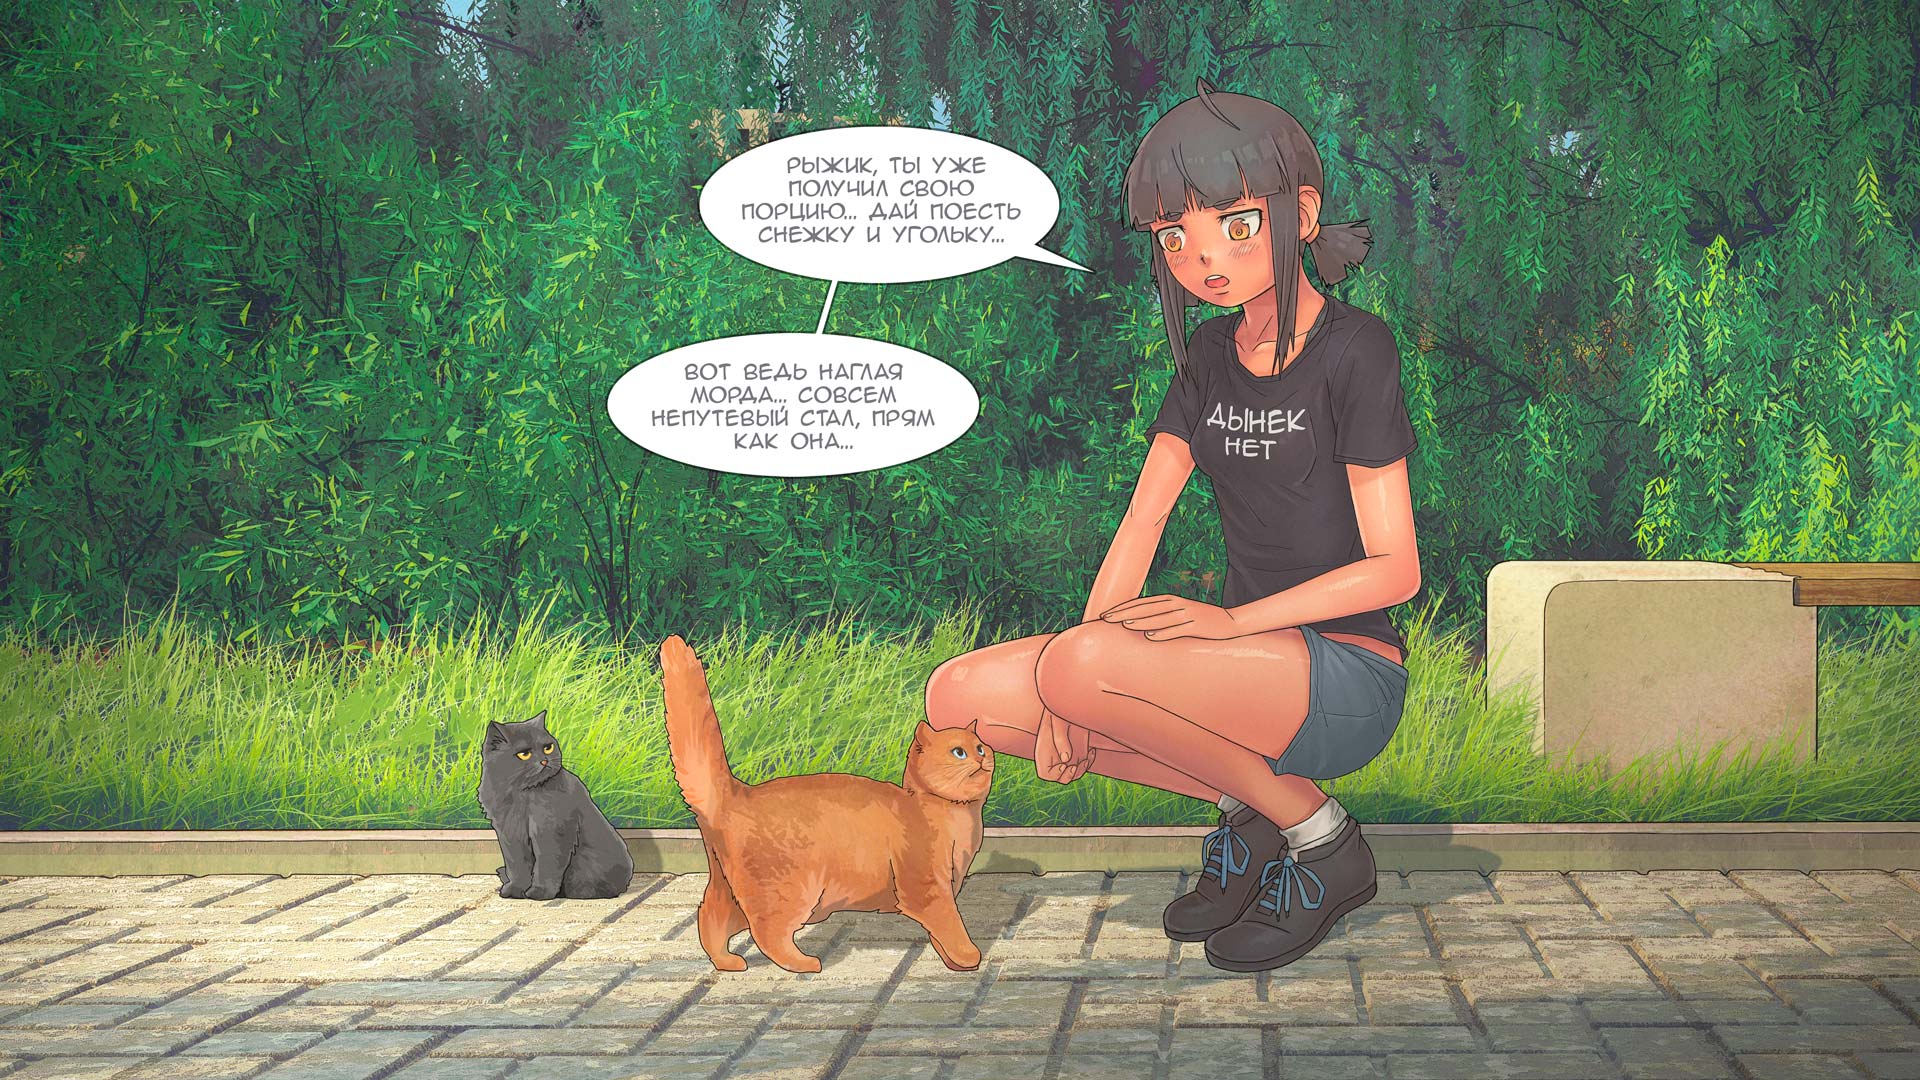 РЫЖИК, ТЫ УЖЕ
ПОЛУЧИЛ СВОЮ
ПОРЦИЮ... ДАЙ ПОЕСТЬ
СНЕЖКУ И УГОЛЬКУ...
ВОТ ВЕДЬ НАГЛАЯ
МОРДА... СОВСЕМ
НЕПУТЕВЫЙ СТАЛ, ПРЯМ
КАК ОНА...
ДЫНЕК
НЕТ